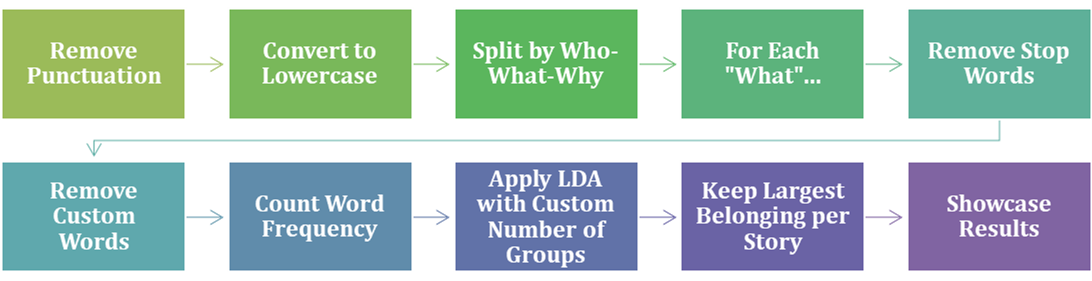 Remove
Punctuation
Convert to
Lowercase
Split by Who-
What-Why
For Each
"What"...
Remove Stop
Words
Remove
Custom
Words
Count Word
Frequency
Apply LDA
with Custom
Number of
Groups
Keep Largest
Belonging per
Story
Showcase
Results